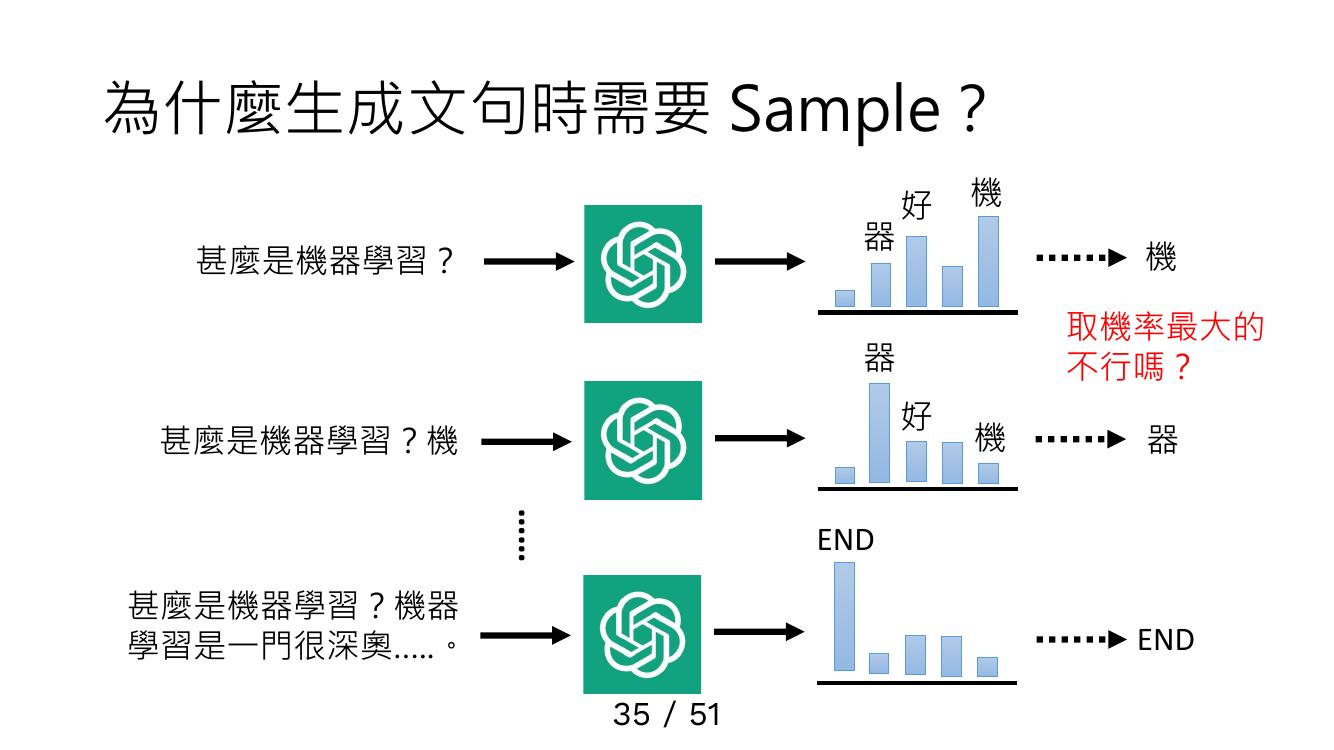 為什麼生成文句時需要 Sample？
器
好
機
甚麼是機器學習？
機
取機率最大的
不行嗎？
器
好
機
甚麼是機器學習？機
器
END
甚麼是機器學習？機器
學習是一門很深奧.....。
END
35 / 51